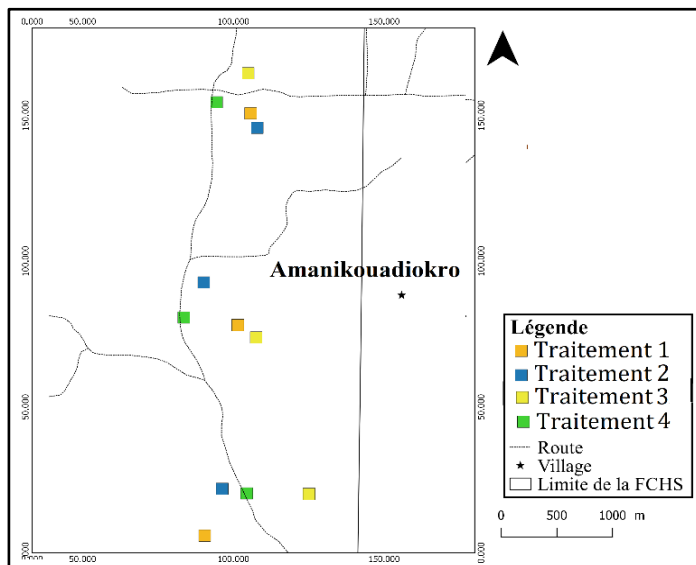 0.000 50.000 100.000 150.000
150.000 150.000
100.000 100.000
Amanikouadiokro
Légende
Traitement 1
Traitement 2
Traitement 3
Traitement 4
Route
Village
Limite de la FCHS
50.000 50.000
0 500 1000 m
0.000
50.000 100.000 150.000